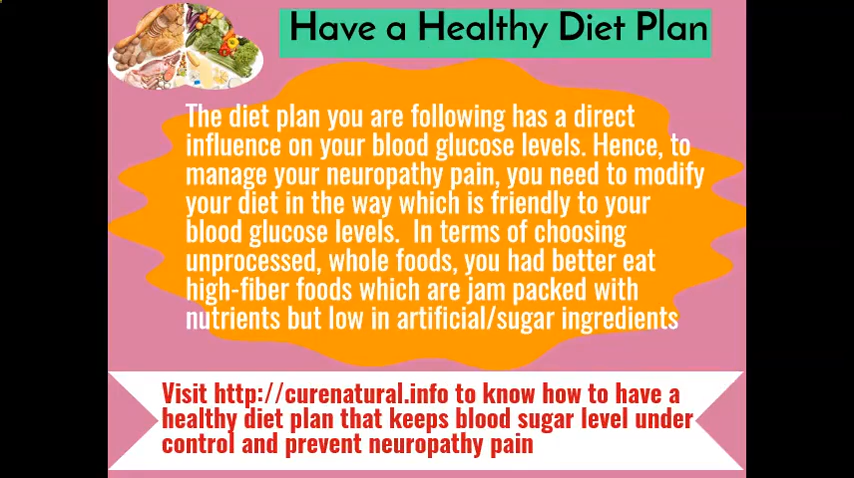 Have a Healthy Diet Plan
The diet plan you are following has a direct
influence on your blood glucose levels. Hence, to
manage your neuropathy pain, you need to modify
your diet in the way which is friendly to your
blood glucose levels. In terms of choosing
unprocessed, whole foods, you had better eat
high-fiber foods which are jam packed with
nutrients but low in artificial/sugar ingredients
Visit http://curenatural.info to know how to have a
healthy diet plan that keeps blood sugar level under
control and prevent neuropathy pain